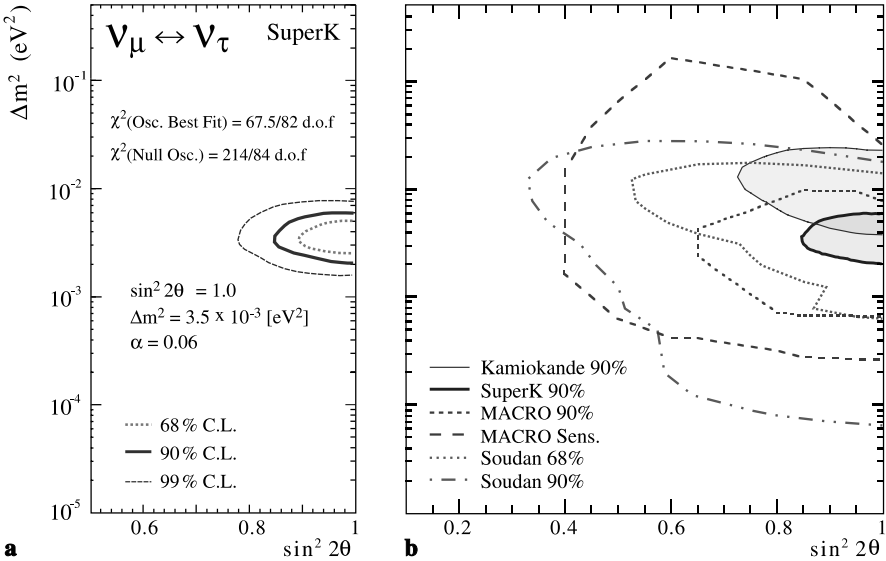 Δm² (eV²)
νμ ↔ ντ SuperK
χ²(Osc. Best Fit) = 67.5/82 d.o.f
χ²(Null Osc.) = 214/84 d.o.f
10⁻¹
10⁻²
10⁻³
10⁻⁴
10⁻⁵
sin² 2θ = 1.0
Δm² = 3.5 x 10⁻³ [eV²]
α = 0.06
68% C.L.
90% C.L.
99% C.L.
0.6 0.8 1
sin² 2θ
a
Kamiokande 90%
SuperK 90%
MACRO 90%
MACRO Sens.
Soudan 68%
Soudan 90%
0.2 0.4 0.6 0.8 1
sin² 2θ
b